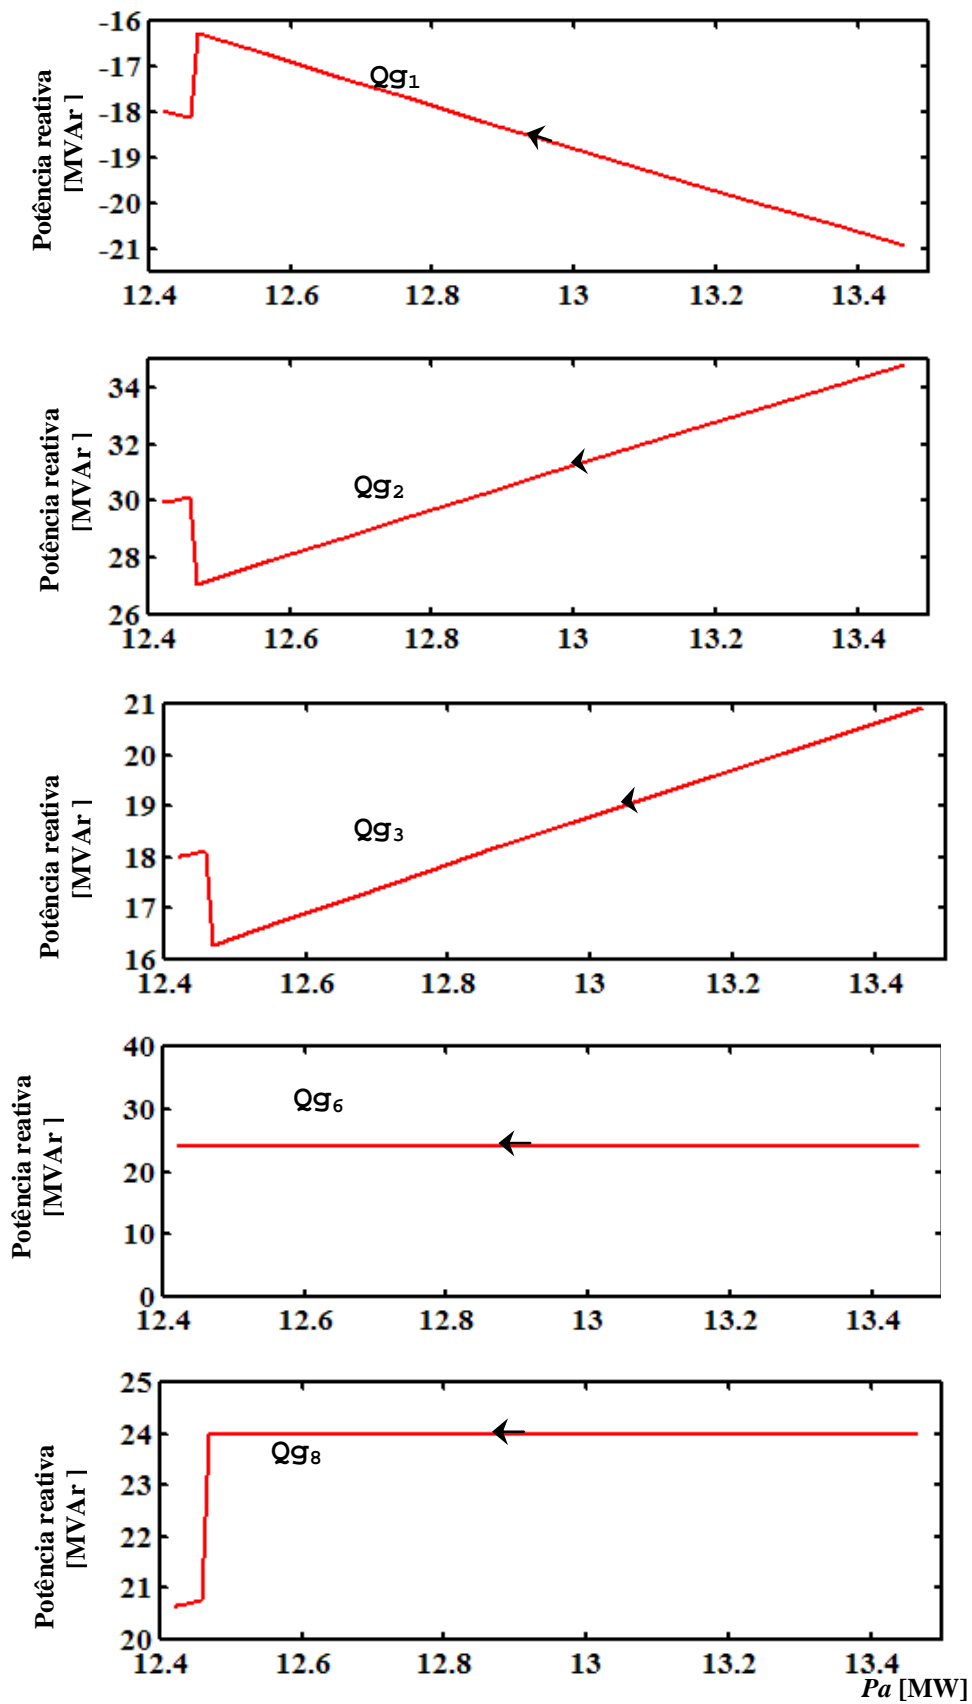 -16
-17
-18
-19
-20
-21
Potência reativa
[MVAr ]
Qg1
12.4 12.6 12.8 13 13.2 13.4
34
32
30
28
26
Potência reativa
[MVAr ]
Qg2
12.4 12.6 12.8 13 13.2 13.4
21
20
19
18
17
16
Potência reativa
[MVAr ]
Qg3
12.4 12.6 12.8 13 13.2 13.4
40
30
20
10
0
Potência reativa
[MVAr ]
Qg6
12.4 12.6 12.8 13 13.2 13.4
25
24
23
22
21
20
Potência reativa
[MVAr ]
Qg8
12.4 12.6 12.8 13 13.2 13.4
Pa [MW]